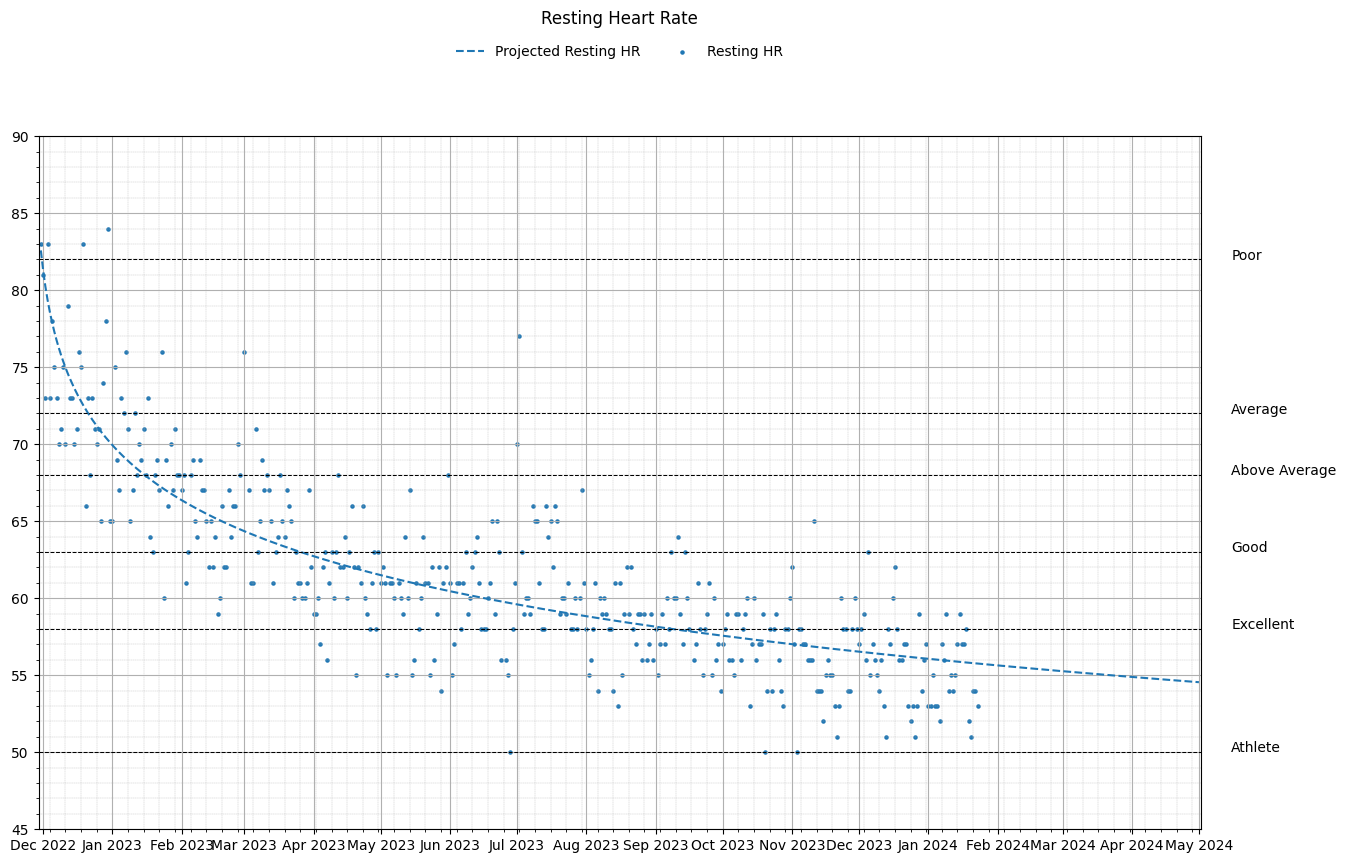 Resting Heart Rate
Projected Resting HR Resting HR
90
85
Poor
80
75
Average
70
Above Average
65
Good
60
Excellent
55
50
Athlete
45
Dec 2022 Jan 2023 Feb 2023 Mar 2023 Apr 2023 May 2023 Jun 2023 Jul 2023 Aug 2023 Sep 2023 Oct 2023 Nov 2023 Dec 2023 Jan 2024 Feb 2024 Mar 2024 Apr 2024 May 2024